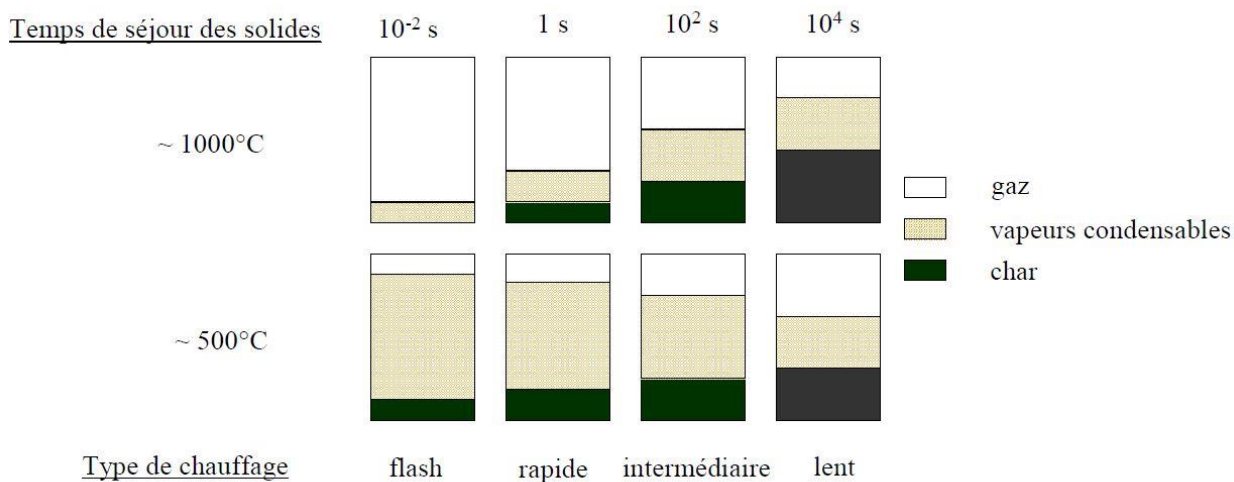 Temps de séjour des solides 10⁻² s 1 s 10² s 10⁴ s
~ 1000°C
gaz
vapeurs condensables
char
~ 500°C
Type de chauffage flash rapide intermédiaire lent